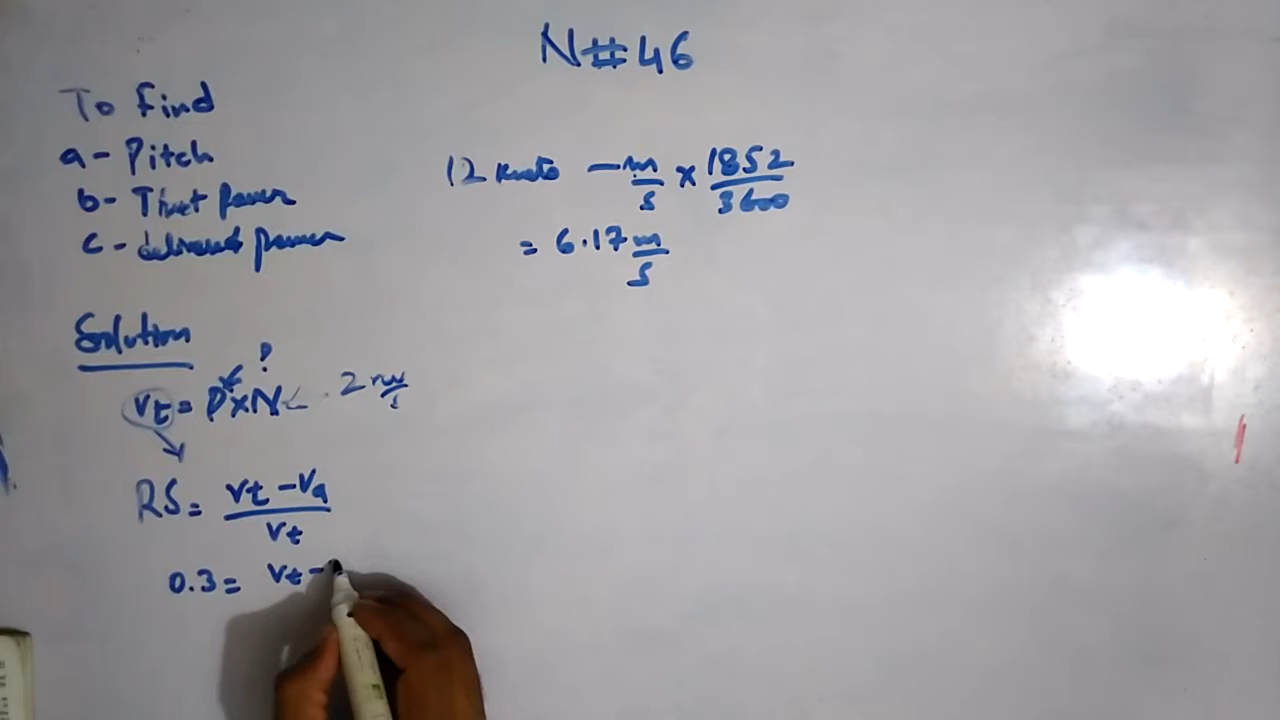 N#46
To Find
a- Pitch
b- Thust power
c- delivered power
12 knots - m/s × 1852/3600
= 6.17 m/s
Solution
?
vt = P×N ← 2 rev/s
RS = vt - va / vt
0.3 = vt -